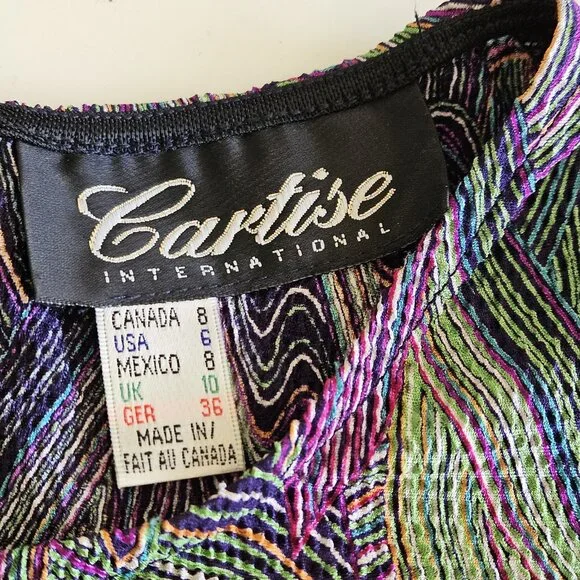 Cartise
INTERNATIONAL
CANADA 8
USA 6
MEXICO 8
UK 10
GER 36
MADE IN/
FAIT AU CANADA